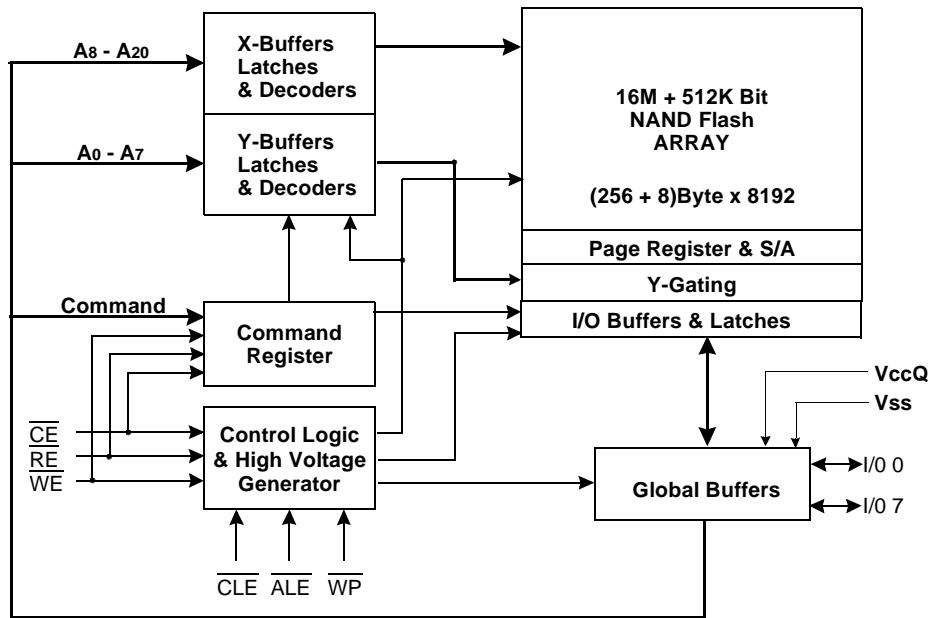 A8 - A20
X-Buffers
Latches
& Decoders
A0 - A7
Y-Buffers
Latches
& Decoders
16M + 512K Bit
NAND Flash
ARRAY
(256 + 8)Byte x 8192
Page Register & S/A
Y-Gating
I/O Buffers & Latches
Command
Command
Register
CE
RE
WE
Control Logic
& High Voltage
Generator
CLE ALE WP
VccQ
Vss
Global Buffers
I/0 0
I/0 7